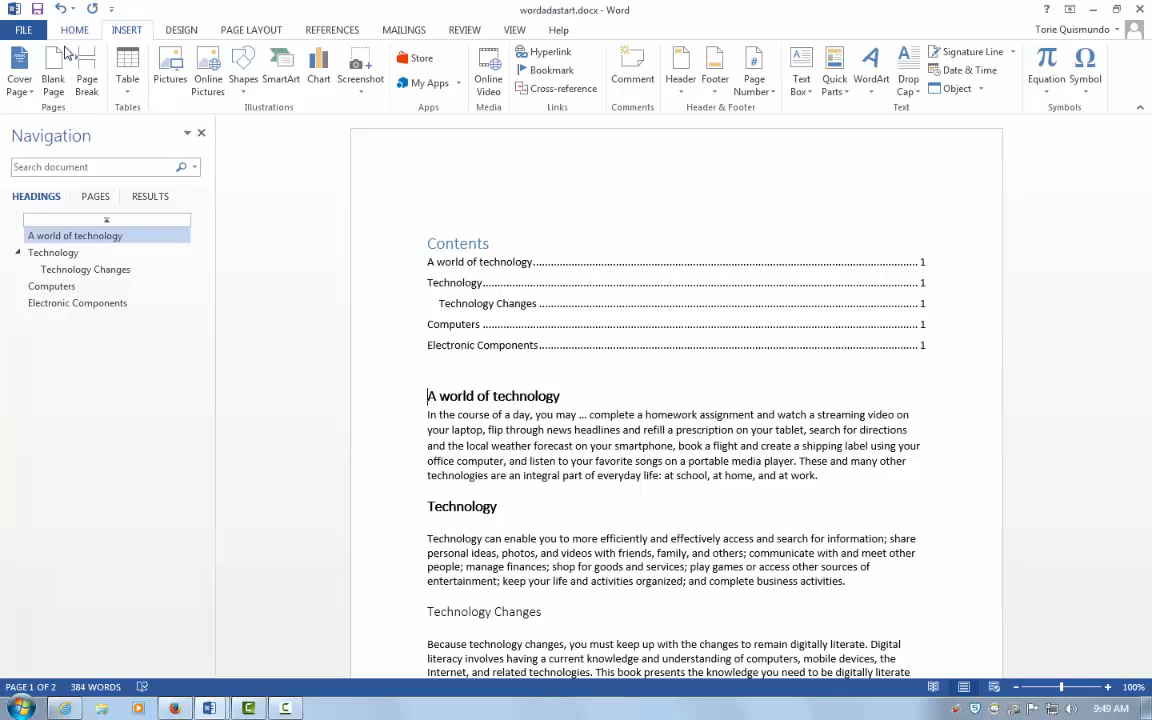 wordadastart.docx - Word
FILE HOME INSERT DESIGN PAGE LAYOUT REFERENCES MAILINGS REVIEW VIEW Help Torie Quismundo
Cover Page Blank Page Page Break Table Pictures Online Pictures Shapes SmartArt Chart Screenshot Store My Apps Online Video Hyperlink Bookmark Cross-reference Comment Header Footer Page Number Text Box Quick Parts WordArt Drop Cap Signature Line Date & Time Object Equation Symbol
Pages Tables Illustrations Apps Media Links Comments Header & Footer Text Symbols
Navigation
Search document
HEADINGS PAGES RESULTS
A world of technology
Technology
Technology Changes
Computers
Electronic Components
Contents
A world of technology 1
Technology 1
Technology Changes 1
Computers 1
Electronic Components 1
A world of technology
In the course of a day, you may ... complete a homework assignment and watch a streaming video on
your laptop, flip through news headlines and refill a prescription on your tablet, search for directions
and the local weather forecast on your smartphone, book a flight and create a shipping label using your
office computer, and listen to your favorite songs on a portable media player. These and many other
technologies are an integral part of everyday life: at school, at home, and at work.
Technology
Technology can enable you to more efficiently and effectively access and search for information; share
personal ideas, photos, and videos with friends, family, and others; communicate with and meet other
people; manage finances; shop for goods and services; play games or access other sources of
entertainment; keep your life and activities organized; and complete business activities.
Technology Changes
Because technology changes, you must keep up with the changes to remain digitally literate. Digital
literacy involves having a current knowledge and understanding of computers, mobile devices, the
Internet, and related technologies. This book presents the knowledge you need to be digitally literate
PAGE 1 OF 2 384 WORDS 100%
9:49 AM